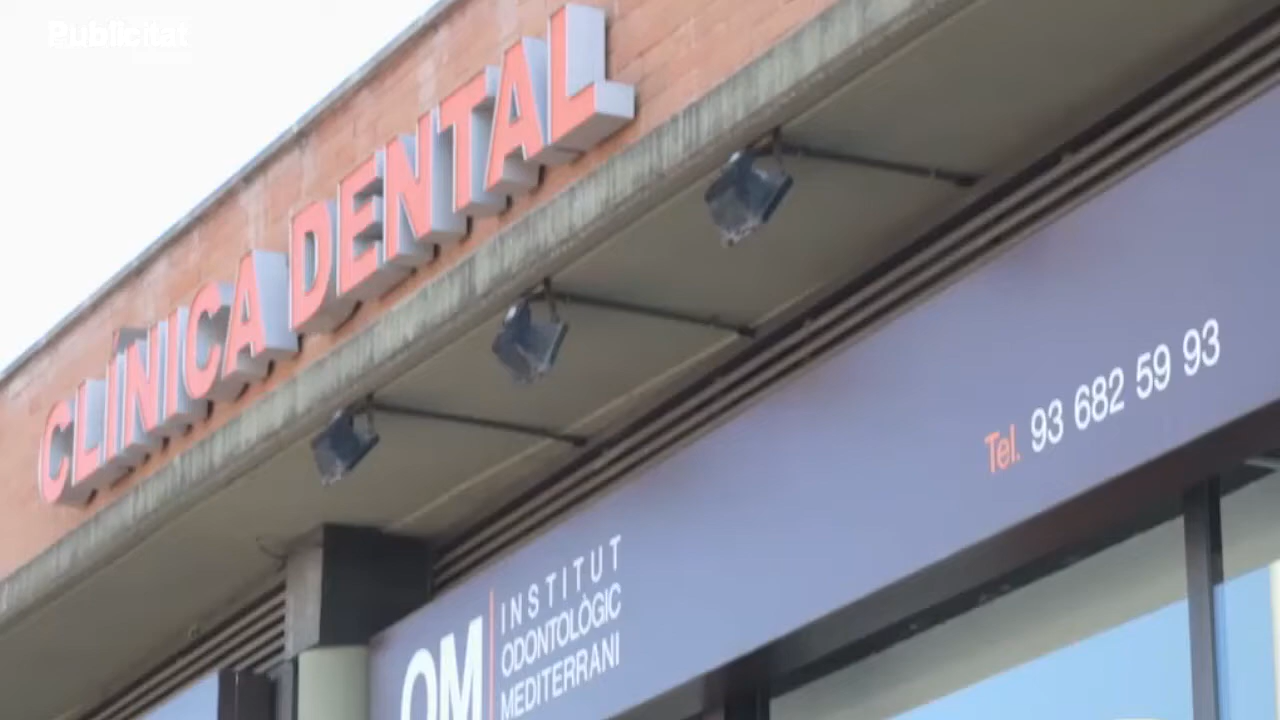 Publicitat
CLÍNICA DENTAL
Tel. 93 682 59 93
INSTITUT
ODONTOLÒGIC
MEDITERRANI
OM